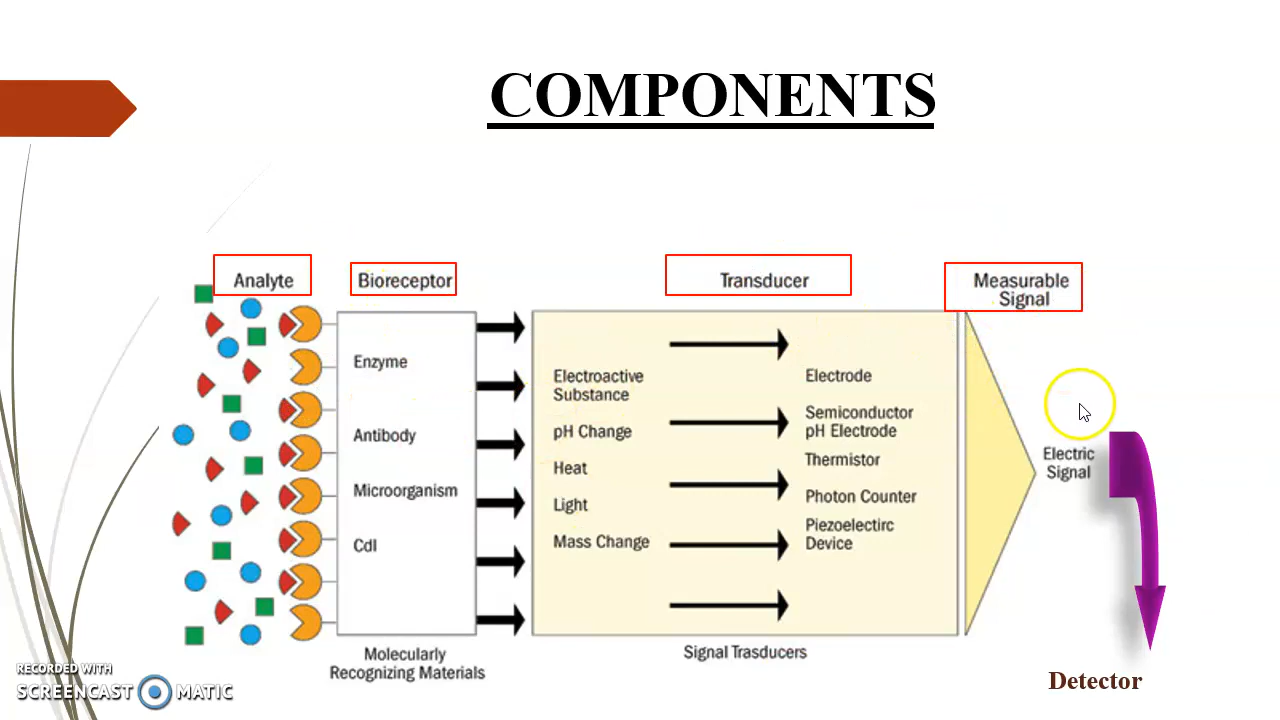 COMPONENTS
Analyte
Bioreceptor
Transducer
Measurable
Signal
Enzyme
Antibody
Microorganism
Cdl
Molecularly
Recognizing Materials
Electroactive
Substance
pH Change
Heat
Light
Mass Change
Electrode
Semiconductor
pH Electrode
Thermistor
Photon Counter
Piezoelectirc
Device
Signal Trasducers
Electric
Signal
Detector
RECORDED WITH
SCREENCAST MATIC